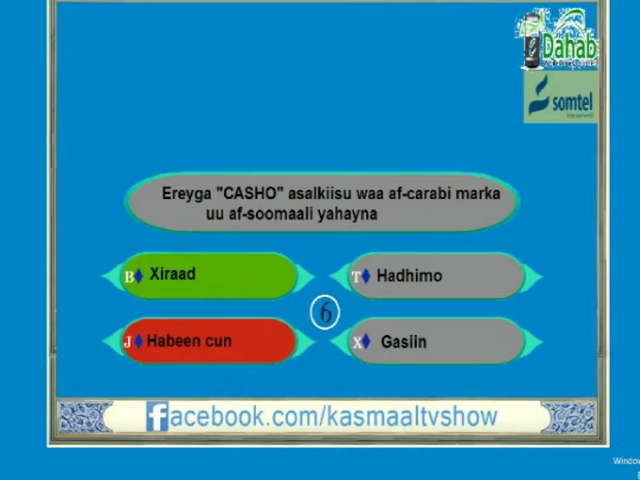 Dahab
somtel
Ereyga "CASHO" asalkiisu waa af-carabi marka
uu af-soomaali yahayna
B Xiraad
T Hadhimo
6
J Habeen cun
X Gasiin
facebook.com/kasmaaltvshow